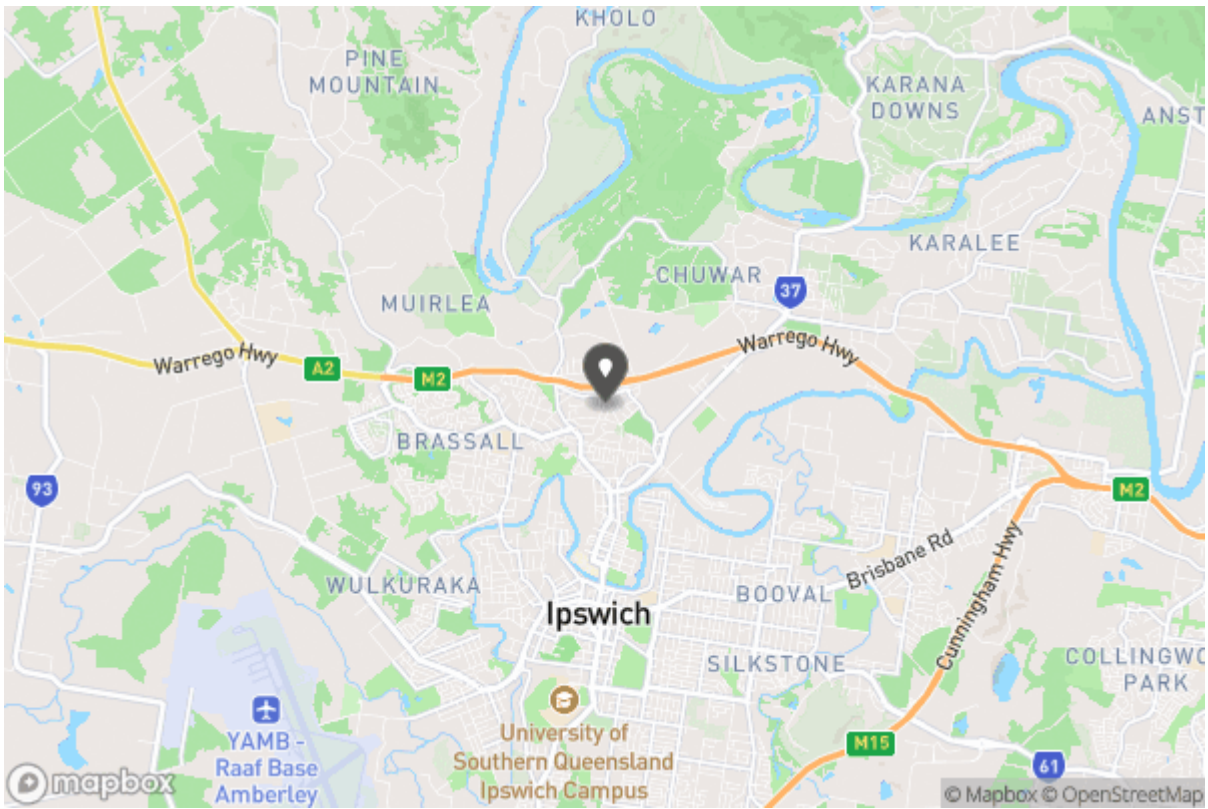 KHOLO
PINE
MOUNTAIN
KARANA
DOWNS
ANST
KARALEE
CHUWAR
37
MUIRLEA
Warrego Hwy
Warrego Hwy
A2
M2
BRASSALL
93
M2
Brisbane Rd
Cunningham Hwy
WULKURAKA
BOOVAL
Ipswich
SILKSTONE
COLLINGWO
PARK
University of
Southern Queensland
Ipswich Campus
YAMB -
Raaf Base
Amberley
M15
61
mapbox
© Mapbox © OpenStreetMap